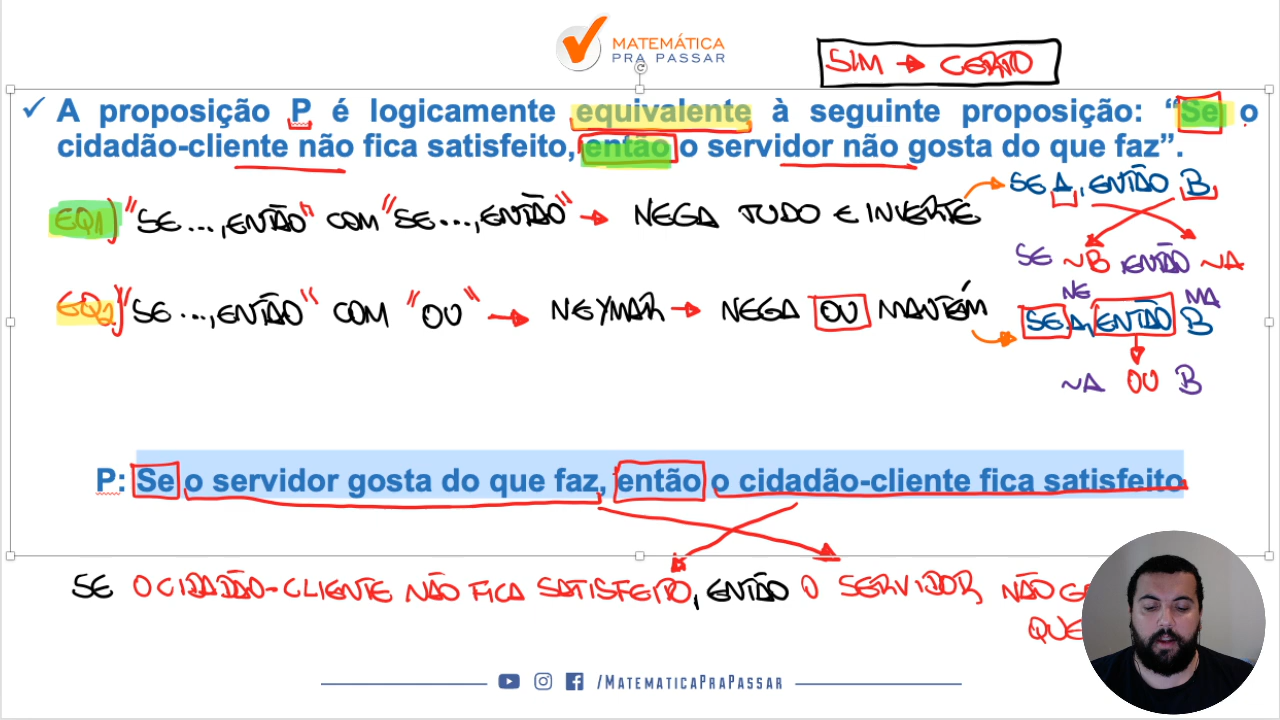 MATEMÁTICA
PRA PASSAR
SIM → CERTO
✓ A proposição P é logicamente equivalente à seguinte proposição: “Se o
cidadão-cliente não fica satisfeito, então o servidor não gosta do que faz”.
EQ1) "SE ..., ENTÃO" COM "SE ..., ENTÃO" → NEGA TUDO E INVERTE
SE A, ENTÃO B
SE ~B ENTÃO ~A
EQ2) "SE ..., ENTÃO" COM "OU" → NEYMAR → NEGA OU MANTÉM
NE MA
SE A, ENTÃO B
~A OU B
P: Se o servidor gosta do que faz, então o cidadão-cliente fica satisfeito
SE O CIDADÃO-CLIENTE NÃO FICA SATISFEITO, ENTÃO O SERVIDOR NÃO
/MATEMATICAPRAPASSAR